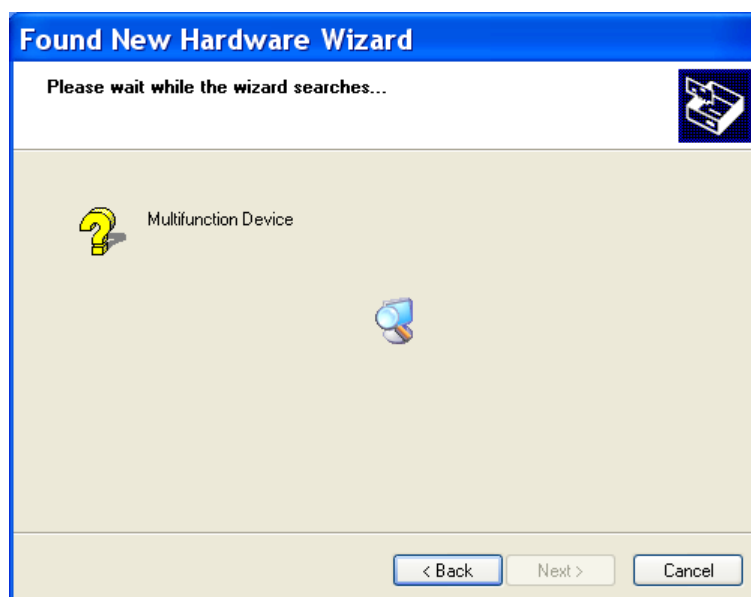 Found New Hardware Wizard
Please wait while the wizard searches...
Multifunction Device
< Back Next > Cancel